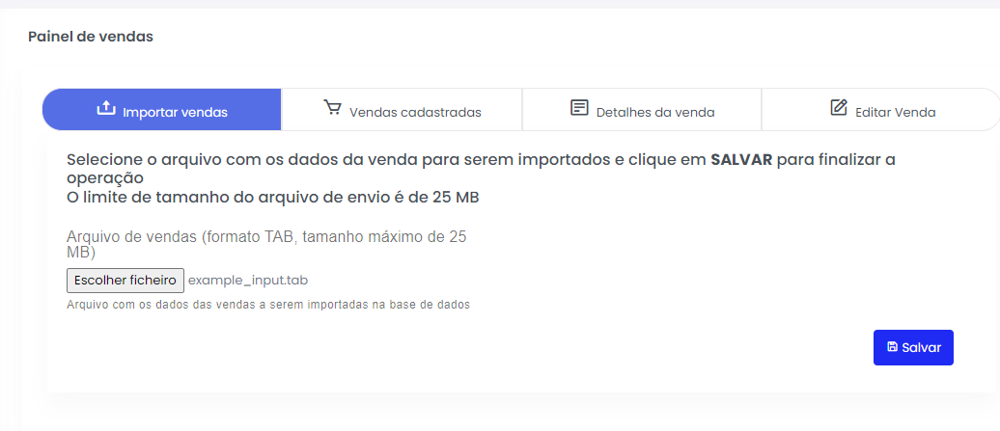 Painel de vendas
Importar vendas
Vendas cadastradas
Detalhes da venda
Editar Venda
Selecione o arquivo com os dados da venda para serem importados e clique em SALVAR para finalizar a
operação
O limite de tamanho do arquivo de envio é de 25 MB
Arquivo de vendas (formato TAB, tamanho máximo de 25
MB)
Escolher ficheiro example_input.tab
Arquivo com os dados das vendas a serem importadas na base de dados
Salvar